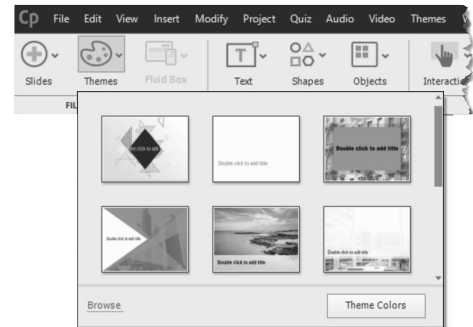 Cp File Edit View Insert Modify Project Quiz Audio Video Themes
Slides Themes Fluid Box Text Shapes Objects Interactio
FIL
Double click to add title
Double click to add title
Double click to add title
Double click to add title
Double click to add title
Browse Theme Colors